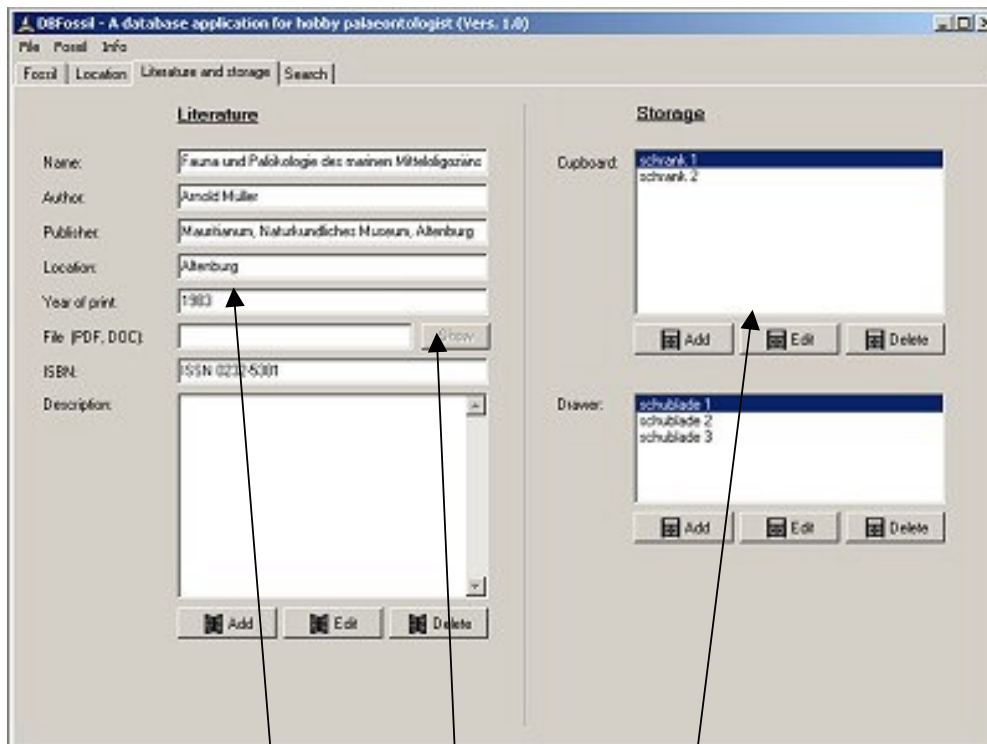 DBFossil - A database application for hobby palaeontologist (Vers. 1.0)
File Fossil Info
Fossil Location Literature and storage Search
Literature
Name: Fauna und Paläkologie des marinen Mitteloligozäns
Author: Arnold Müller
Publisher: Mauritianum, Naturkundliches Museum, Altenburg
Location: Altenburg
Year of print: 1983
File (PDF, DOC): Show
ISBN: ISSN 0232-5381
Description:
Add Edit Delete
Storage
Cupboard: schrank 1
schrank 2
Add Edit Delete
Drawer: schublade 1
schublade 2
schublade 3
Add Edit Delete